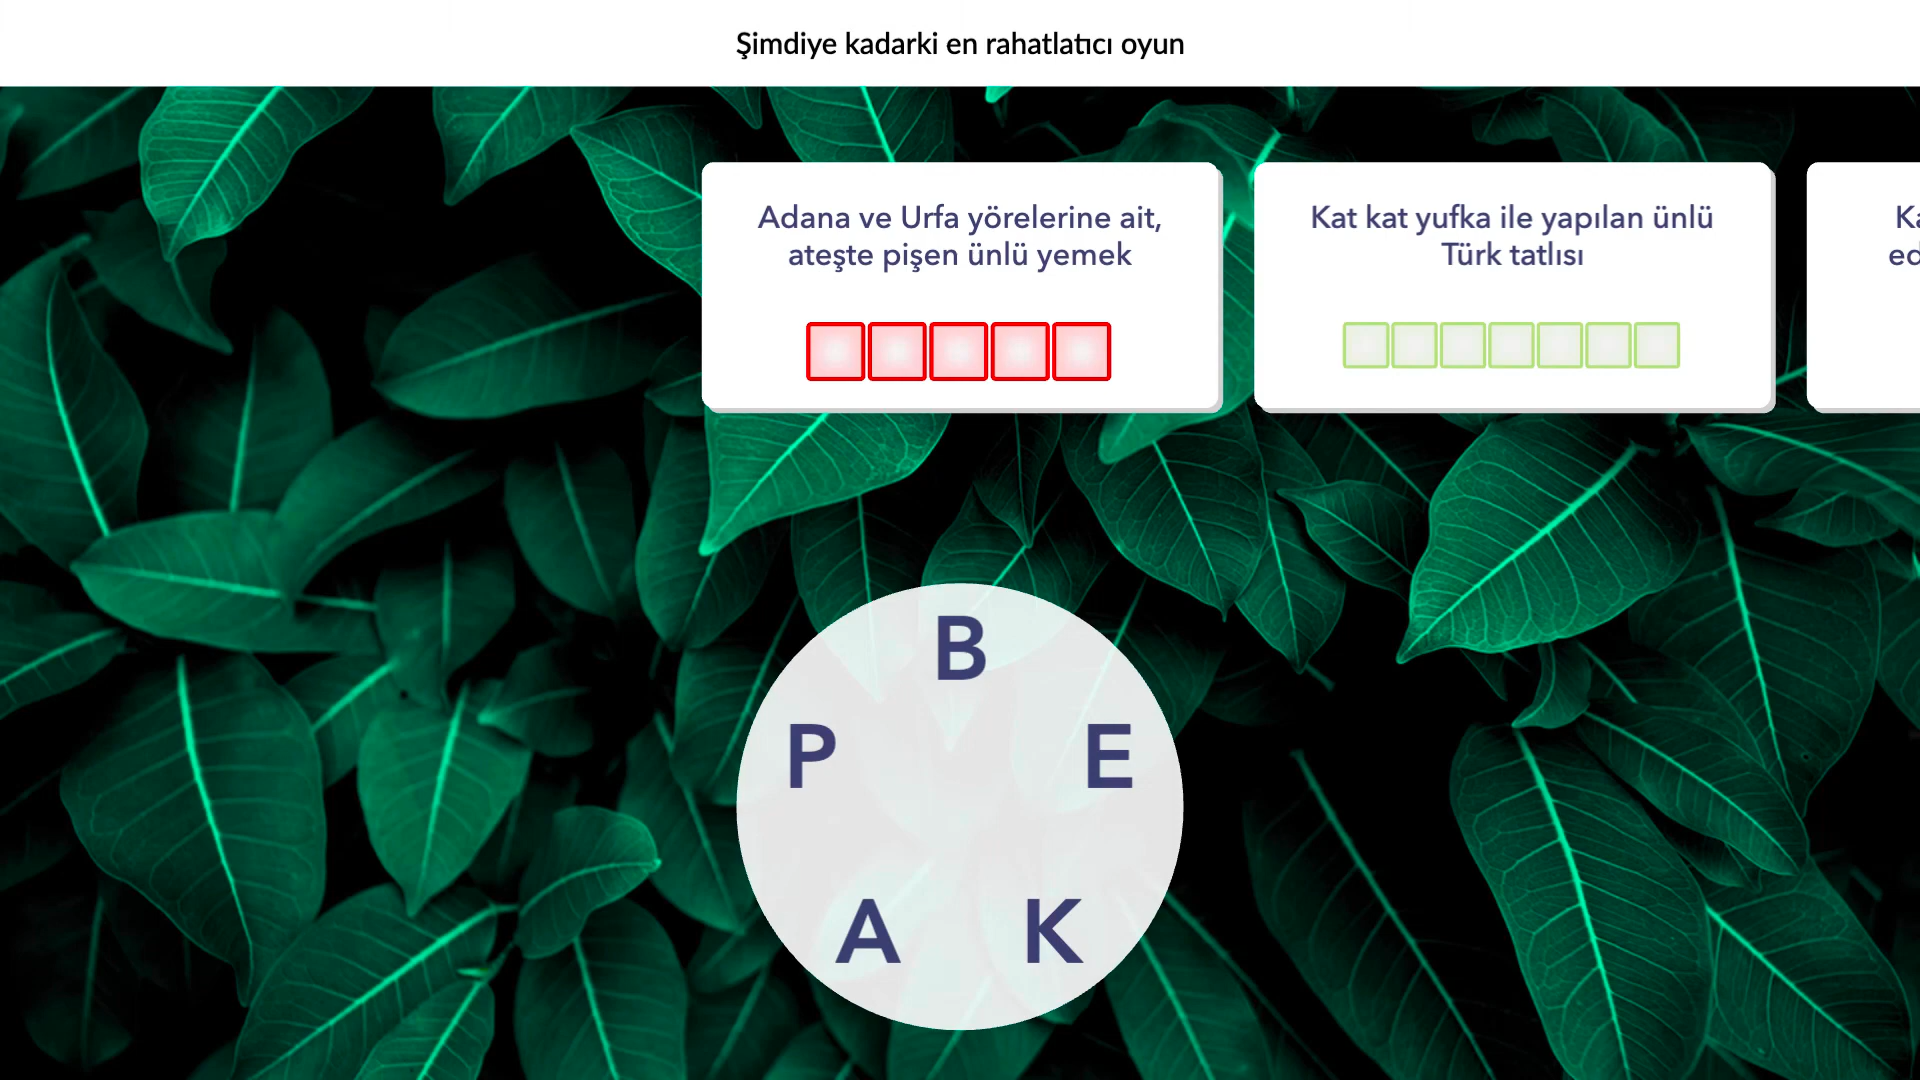 Şimdiye kadarki en rahatlatıcı oyun
Adana ve Urfa yörelerine ait,
ateşte pişen ünlü yemek
Kat kat yufka ile yapılan ünlü
Türk tatlısı
B
P
E
A
K